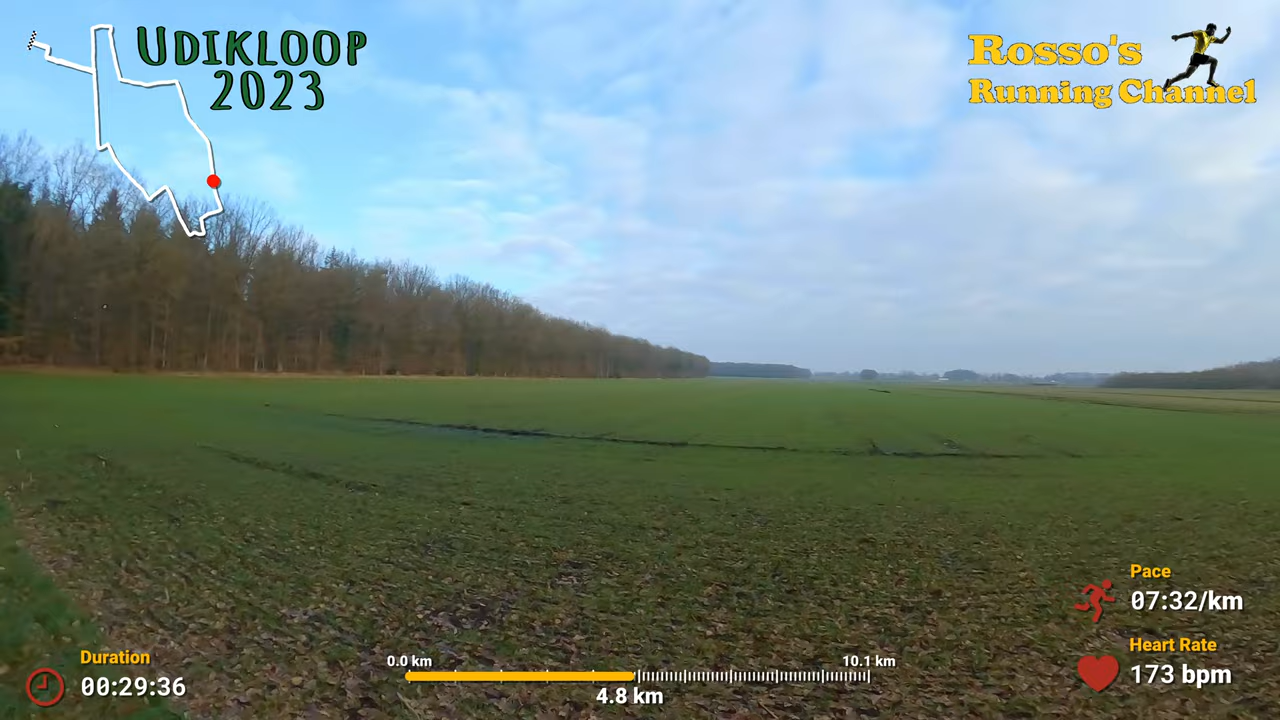 UDIKLOOP
2023
Rosso's
Running Channel
Pace
07:32/km
Heart Rate
173 bpm
Duration
00:29:36
0.0 km
10.1 km
4.8 km